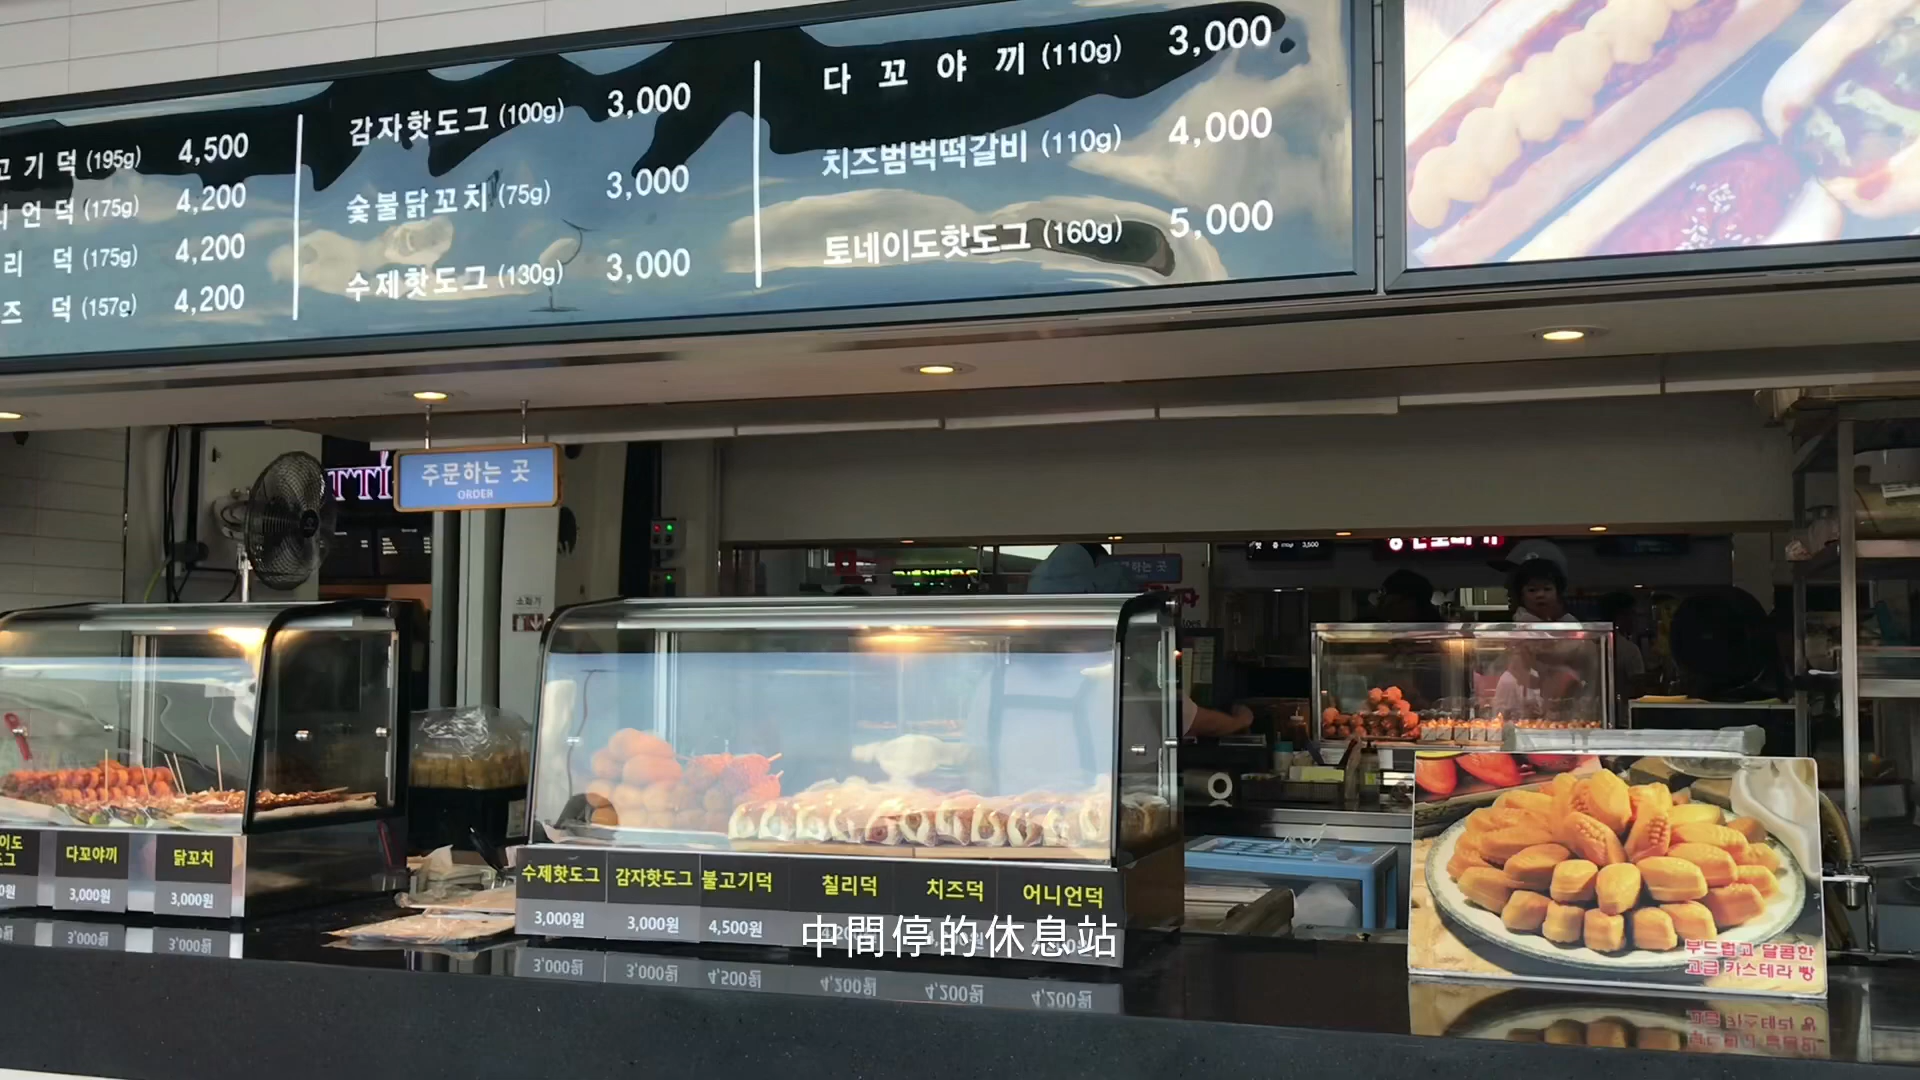 고기덕 (195g) 4,500
언덕 (175g) 4,200
리 덕 (175g) 4,200
즈 덕 (157g) 4,200
감자핫도그 (100g) 3,000
숯불닭꼬치 (75g) 3,000
수제핫도그 (130g) 3,000
다꼬야끼 (110g) 3,000
치즈범벅떡갈비 (110g) 4,000
토네이도핫도그 (160g) 5,000
주문하는 곳
ORDER
소화기
이도
다꼬야끼
3,000원
닭꼬치
3,000원
수제핫도그
3,000원
감자핫도그
3,000원
불고기덕
4,500원
칠리덕
치즈덕
어니언덕
부드럽고 달콤한
고급 카스테라 빵
中間停的休息站